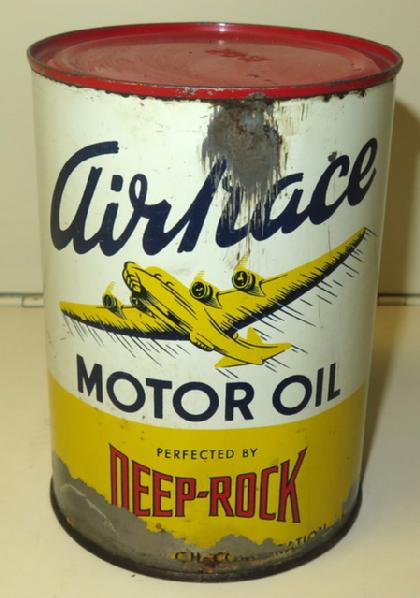 AirRace
MOTOR OIL
PERFECTED BY
DEEP-ROCK